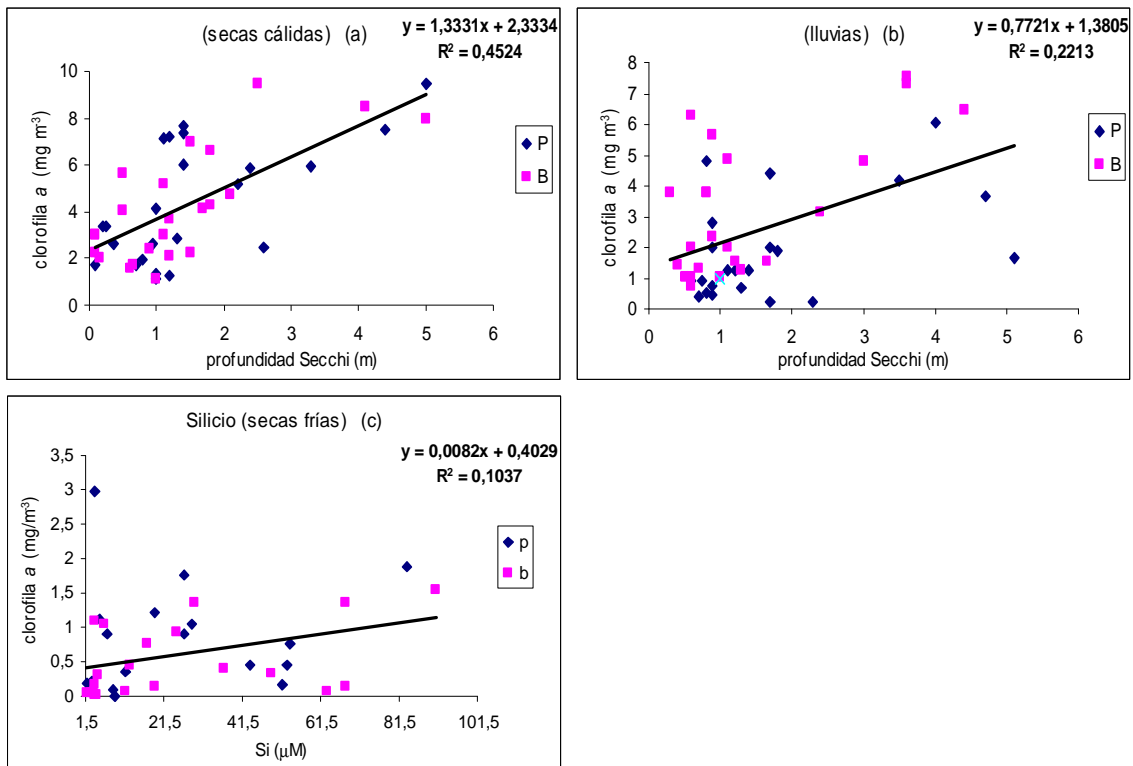 (secas cálidas) (a)
y = 1,3331x + 2,3334
R² = 0,4524
10
8
6
4
2
0
clorofila a (mg m-3)
0 1 2 3 4 5 6
profundidad Secchi (m)
P
B
(lluvias) (b)
y = 0,7721x + 1,3805
R² = 0,2213
8
7
6
5
4
3
2
1
0
clorofila a (mg m-3)
0 1 2 3 4 5 6
profundidad Secchi (m)
P
B
Silicio (secas frías) (c)
y = 0,0082x + 0,4029
R² = 0,1037
3,5
3
2,5
2
1,5
1
0,5
0
clorofila a (mg/m-3)
1,5 21,5 41,5 61,5 81,5 101,5
Si (μM)
p
b